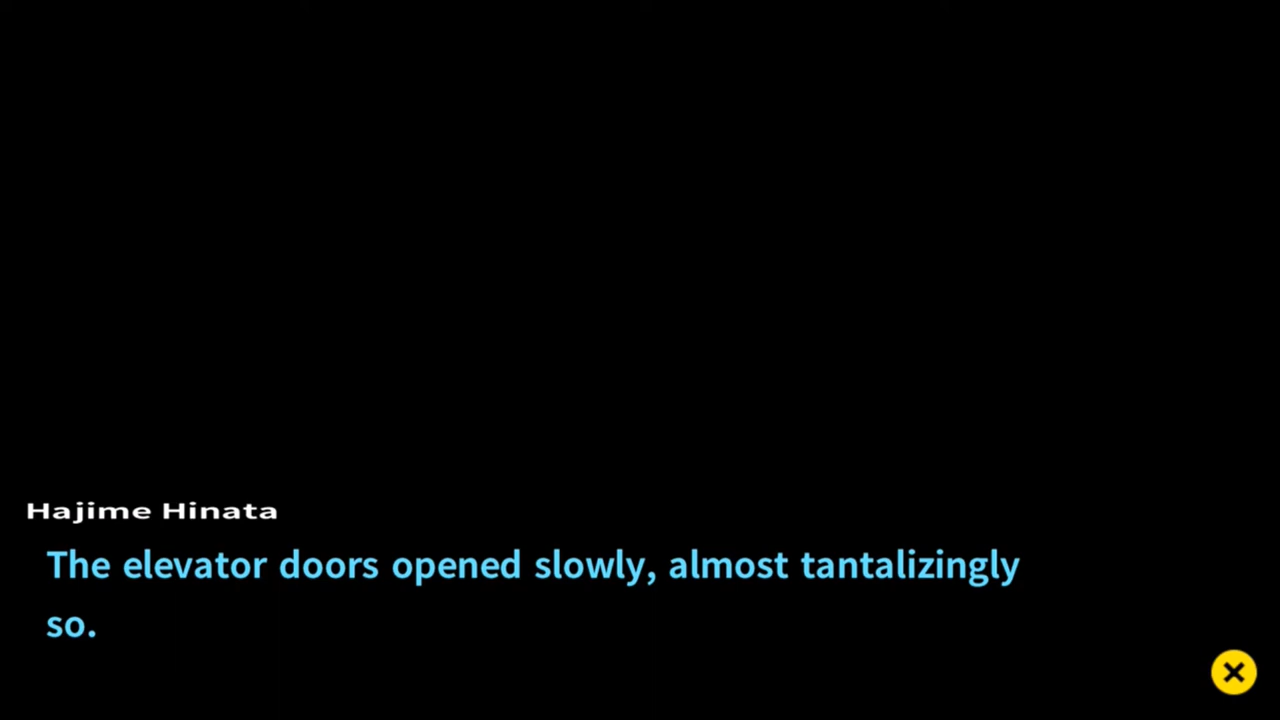 Hajime Hinata
The elevator doors opened slowly, almost tantalizingly
so.